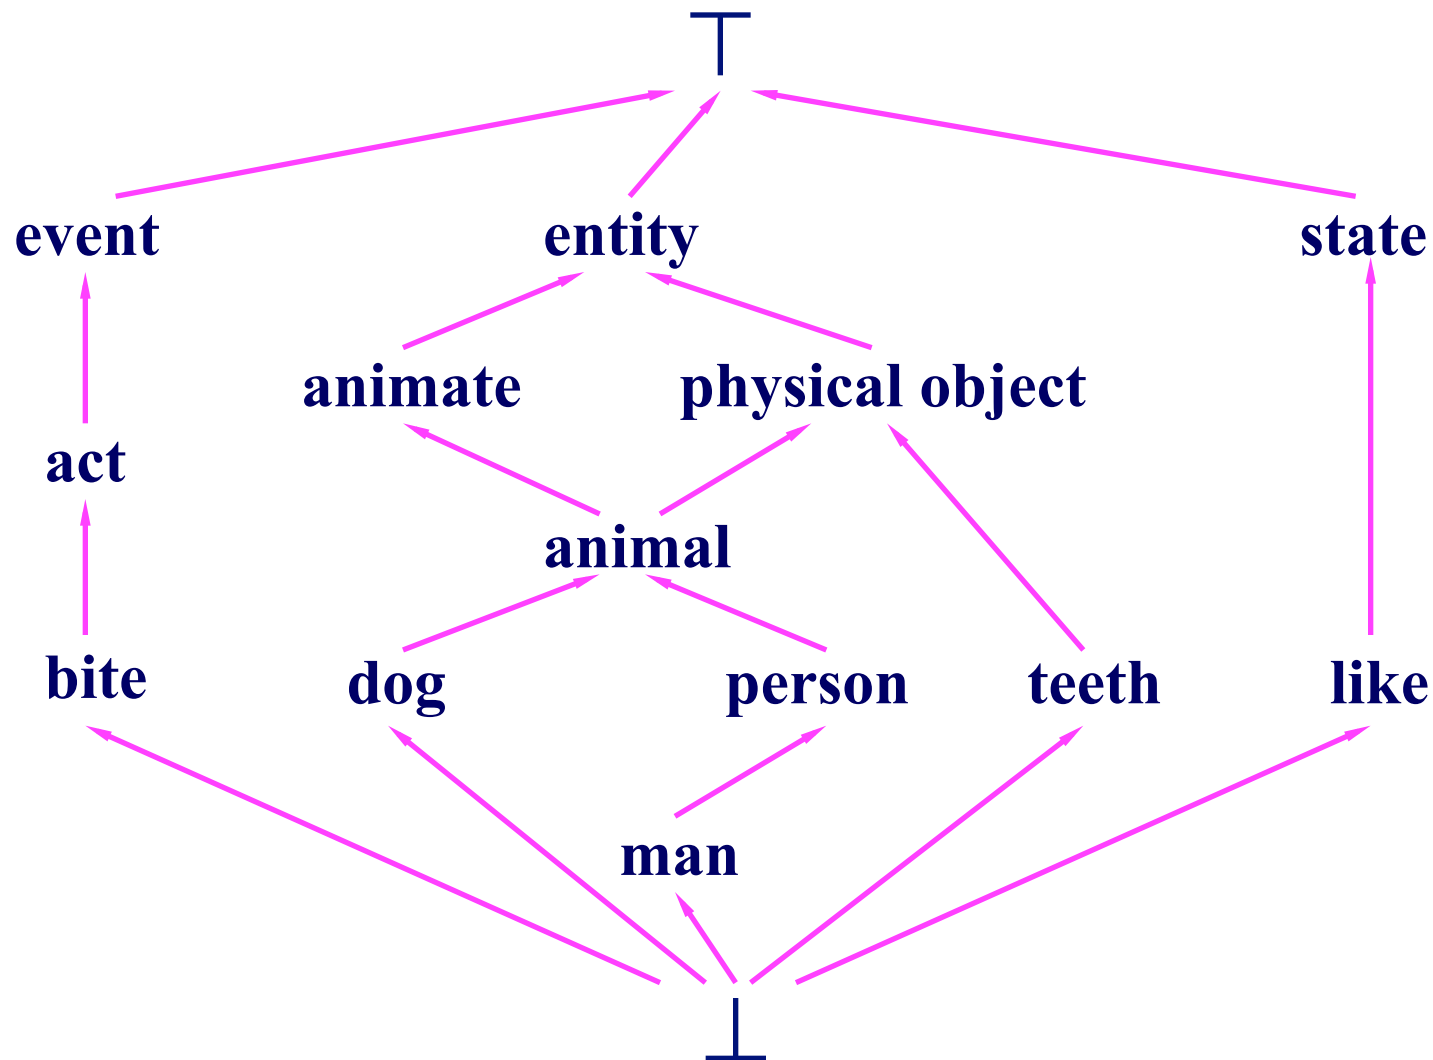 ⊤
event entity state
animate physical object
act
animal
bite dog person teeth like
man
⊥